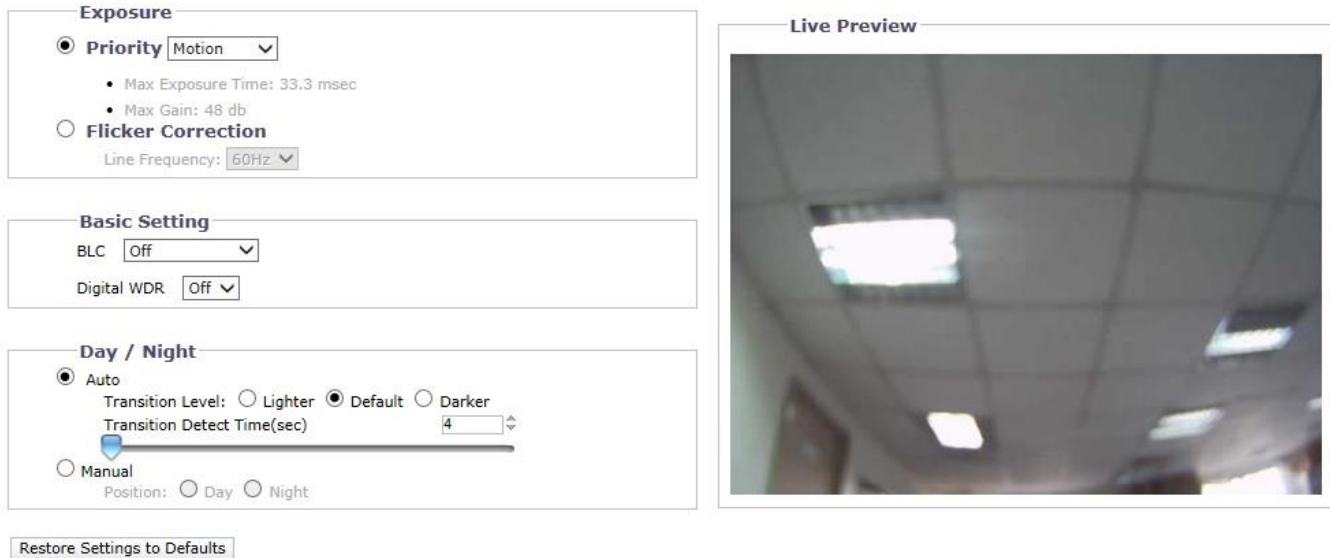 Exposure
Priority Motion
Max Exposure Time: 33.3 msec
Max Gain: 48 db
Flicker Correction
Line Frequency: 60Hz
Basic Setting
BLC Off
Digital WDR Off
Day / Night
Auto
Transition Level: Lighter Default Darker
Transition Detect Time(sec) 4
Manual
Position: Day Night
Restore Settings to Defaults
Live Preview